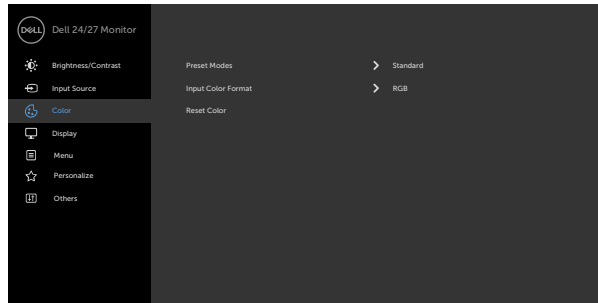 DELL
Dell 24/27 Monitor
Brightness/Contrast
Preset Modes
Standard
Input Source
Input Color Format
RGB
Color
Reset Color
Display
Menu
Personalize
Others